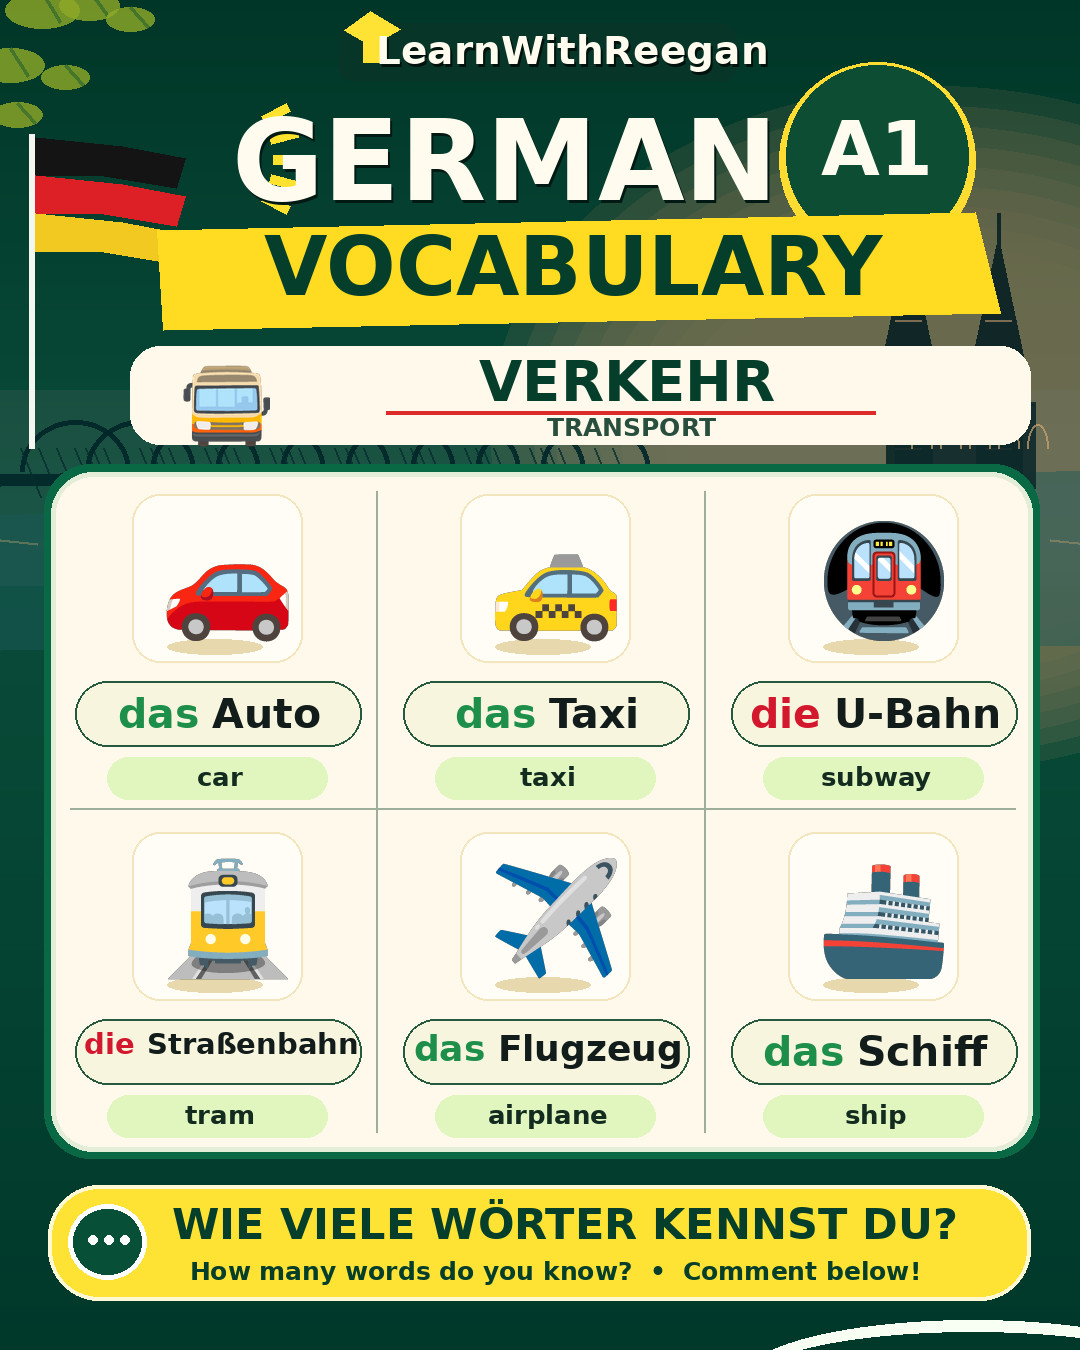 LearnWithReegan
GERMAN
A1
VOCABULARY
VERKEHR
TRANSPORT
das Auto
das Taxi
die U-Bahn
car
taxi
subway
die Straßenbahn
das Flugzeug
das Schiff
tram
airplane
ship
WIE VIELE WÖRTER KENNST DU?
How many words do you know? • Comment below!